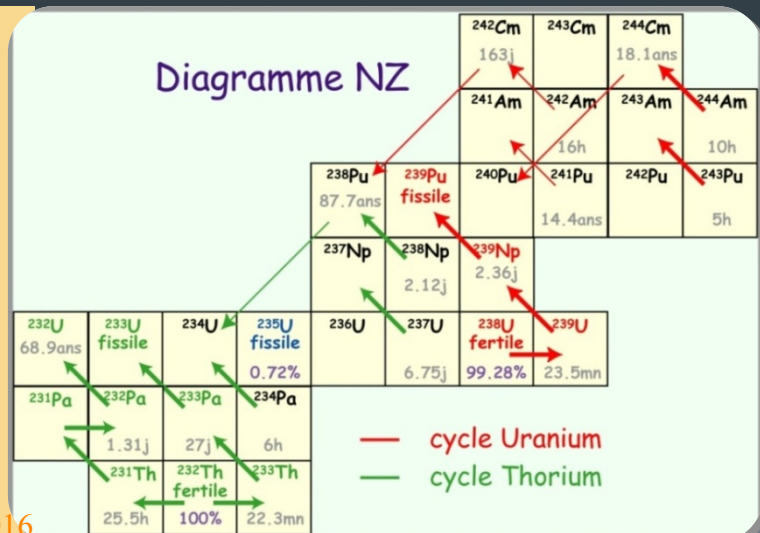 Diagramme NZ
²⁴²Cm ²⁴³Cm ²⁴⁴Cm
163j 18.1ans
²⁴¹Am ²⁴²Am ²⁴³Am ²⁴⁴Am
16h 10h
²³⁸Pu ²³⁹Pu ²⁴⁰Pu ²⁴¹Pu ²⁴²Pu ²⁴³Pu
fissile
87.7ans 14.4ans 5h
²³⁷Np ²³⁸Np ²³⁹Np
2.12j 2.36j
²³²U ²³³U ²³⁴U ²³⁵U ²³⁶U ²³⁷U ²³⁸U ²³⁹U
68.9ans fissile fissile fertile
0.72% 6.75j 99.28% 23.5mn
²³¹Pa ²³²Pa ²³³Pa ²³⁴Pa
1.31j 27j 6h
²³¹Th ²³²Th ²³³Th
fertile
25.5h 100% 22.3mn
cycle Uranium
cycle Thorium
16